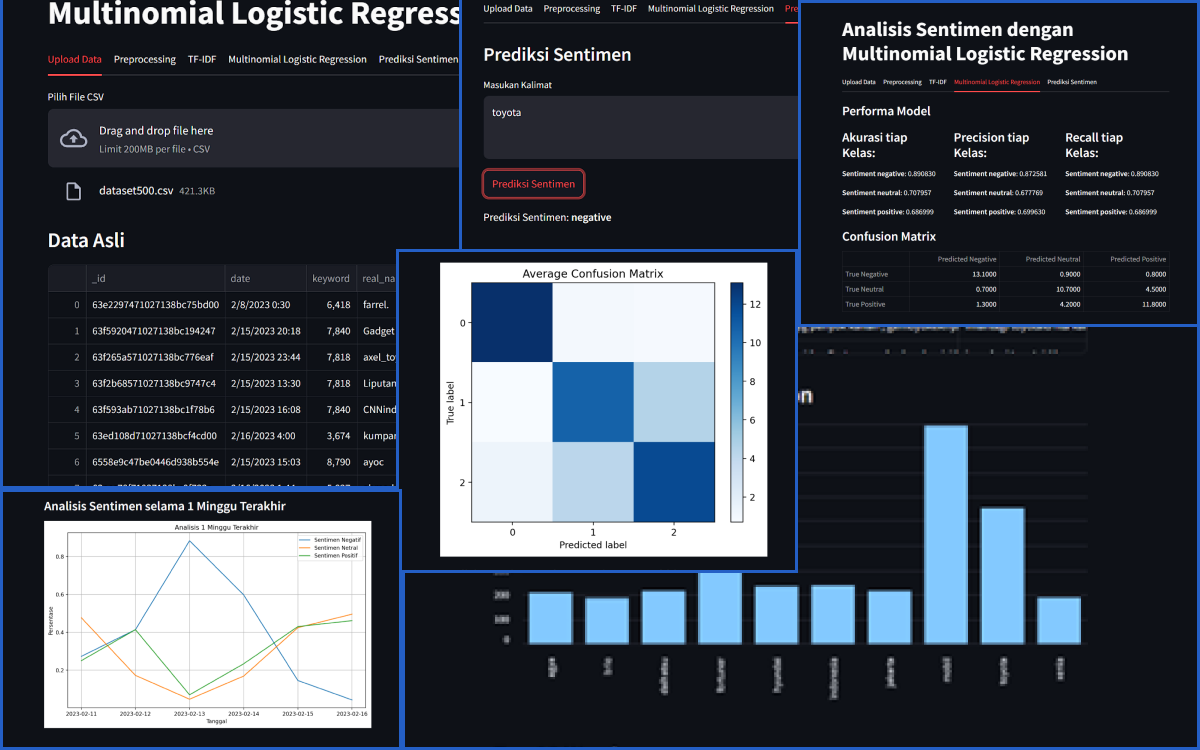 Multinomial Logistic Regress
Upload Data Preprocessing TF-IDF Multinomial Logistic Regression Prediksi Sentimen
Pilih File CSV
Drag and drop file here
Limit 200MB per file • CSV
dataset500.csv 421.3KB
Data Asli
_id date keyword real_na
0 63e2297471027138bc75bd00 2/8/2023 0:30 6,418 farrel.
1 63f5920471027138bc194247 2/15/2023 20:18 7,840 Gadget
2 63f265a571027138bc776eaf 2/15/2023 23:44 7,818 axel_to
3 63f2b68571027138bc9747c4 2/15/2023 13:30 7,818 Liputan
4 63f593ab71027138bc1f78b6 2/15/2023 16:08 7,840 CNNind
5 63ed108d71027138bcf4cd00 2/16/2023 4:00 3,674 kumpar
6 6558e9c47be0446d938b554e 2/15/2023 15:03 8,790 ayoc
Upload Data Preprocessing TF-IDF Multinomial Logistic Regression Pre
Prediksi Sentimen
Masukan Kalimat
toyota
Prediksi Sentimen
Prediksi Sentimen: negative
Analisis Sentimen dengan
Multinomial Logistic Regression
Upload Data Preprocessing TF-IDF Multinomial Logistic Regression Prediksi Sentimen
Performa Model
Akurasi tiap
Kelas:
Sentiment negative: 0.890830
Sentiment neutral: 0.707957
Sentiment positive: 0.686999
Precision tiap
Kelas:
Sentiment negative: 0.872581
Sentiment neutral: 0.677769
Sentiment positive: 0.699630
Recall tiap
Kelas:
Sentiment negative: 0.890830
Sentiment neutral: 0.707957
Sentiment positive: 0.686999
Confusion Matrix
Predicted Negative Predicted Neutral Predicted Positive
True Negative 13.1000 0.9000 0.8000
True Neutral 0.7000 10.7000 4.5000
True Positive 1.3000 4.2000 11.8000
Average Confusion Matrix
True label
0
1
2
0 1 2
Predicted label
12
10
8
6
4
2
Analisis Sentimen selama 1 Minggu Terakhir
Analisis 1 Minggu Terakhir
Sentimen Negatif
Sentimen Netral
Sentimen Positif
Persentase
0.8
0.6
0.4
0.2
2023-02-11 2023-02-12 2023-02-13 2023-02-14 2023-02-15 2023-02-16
Tanggal
on